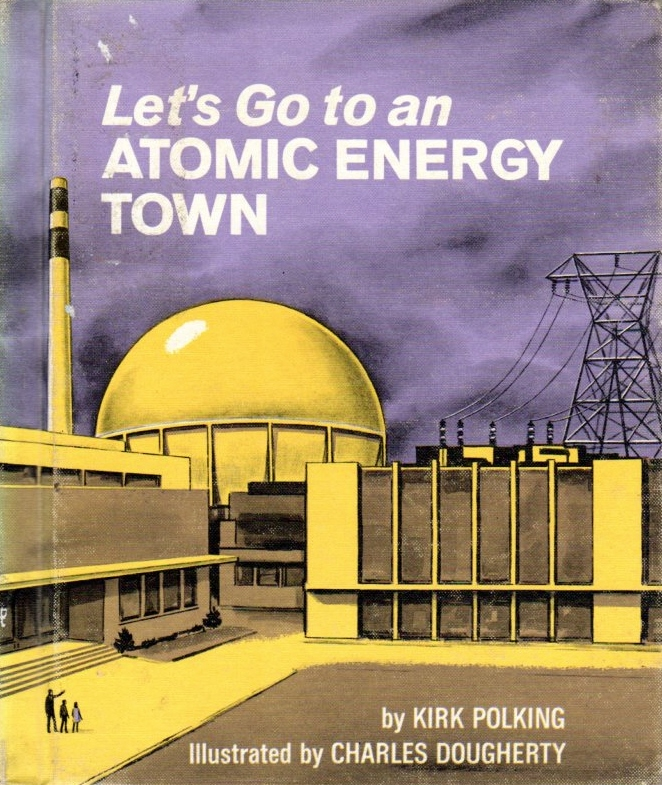 Let's Go to an
ATOMIC ENERGY
TOWN
by KIRK POLKING
Illustrated by CHARLES DOUGHERTY